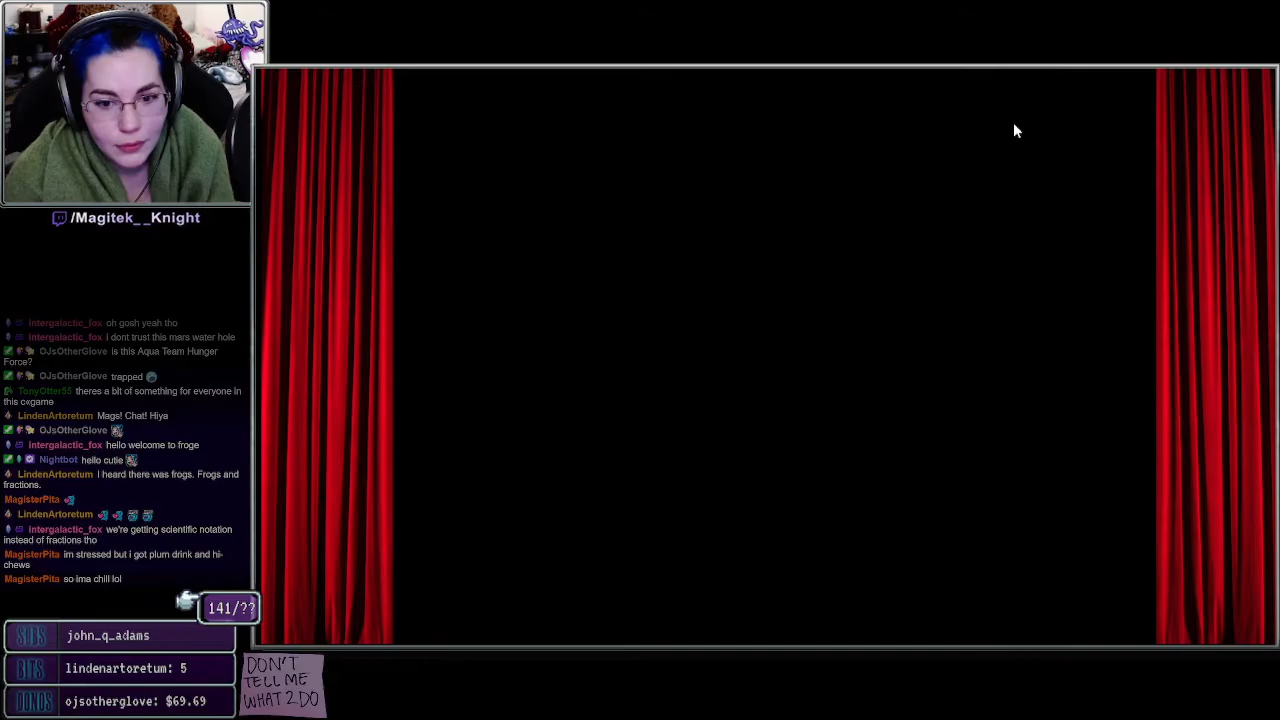 /Magitek__Knight
intergalactic_fox oh gosh yeah tho
intergalactic_fox I dont trust this mars water hole
OJsOtherGlove is this Aqua Team Hunger
Force?
OJsOtherGlove trapped
TonyOtter55 theres a bit of something for everyone in
this cxgame
LindenArtoretum Mags! Chat! Hiya
OJsOtherGlove
intergalactic_fox hello welcome to froge
Nightbot hello cutie
LindenArtoretum I heard there was frogs. Frogs and
fractions.
MagisterPita
LindenArtoretum
intergalactic_fox we're getting scientific notation
instead of fractions tho
MagisterPita im stressed but i got plum drink and hi-
chews
MagisterPita so ima chill lol
141/??
SUBS john_q_adams
BITS lindenartoretum: 5
DONOS ojsotherglove: $69.69
DON'T
TELL ME
WHAT 2 DO